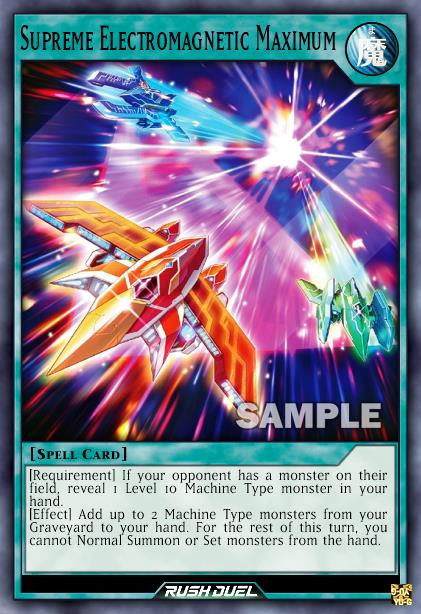 Supreme Electromagnetic Maximum
ま
魔
SAMPLE
[Spell Card]
[Requirement] If your opponent has a monster on their
field, reveal 1 Level 10 Machine Type monster in your
hand.
[Effect] Add up to 2 Machine Type monsters from your
Graveyard to your hand. For the rest of this turn, you
cannot Normal Summon or Set monsters from the hand.
RUSH DUEL